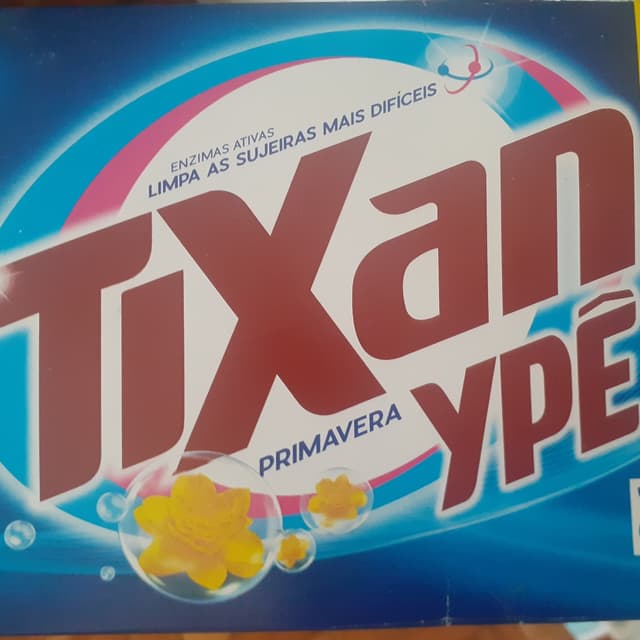 ENZIMAS ATIVAS
LIMPA AS SUJEIRAS MAIS DIFÍCEIS
TiXan
YPÊ
PRIMAVERA